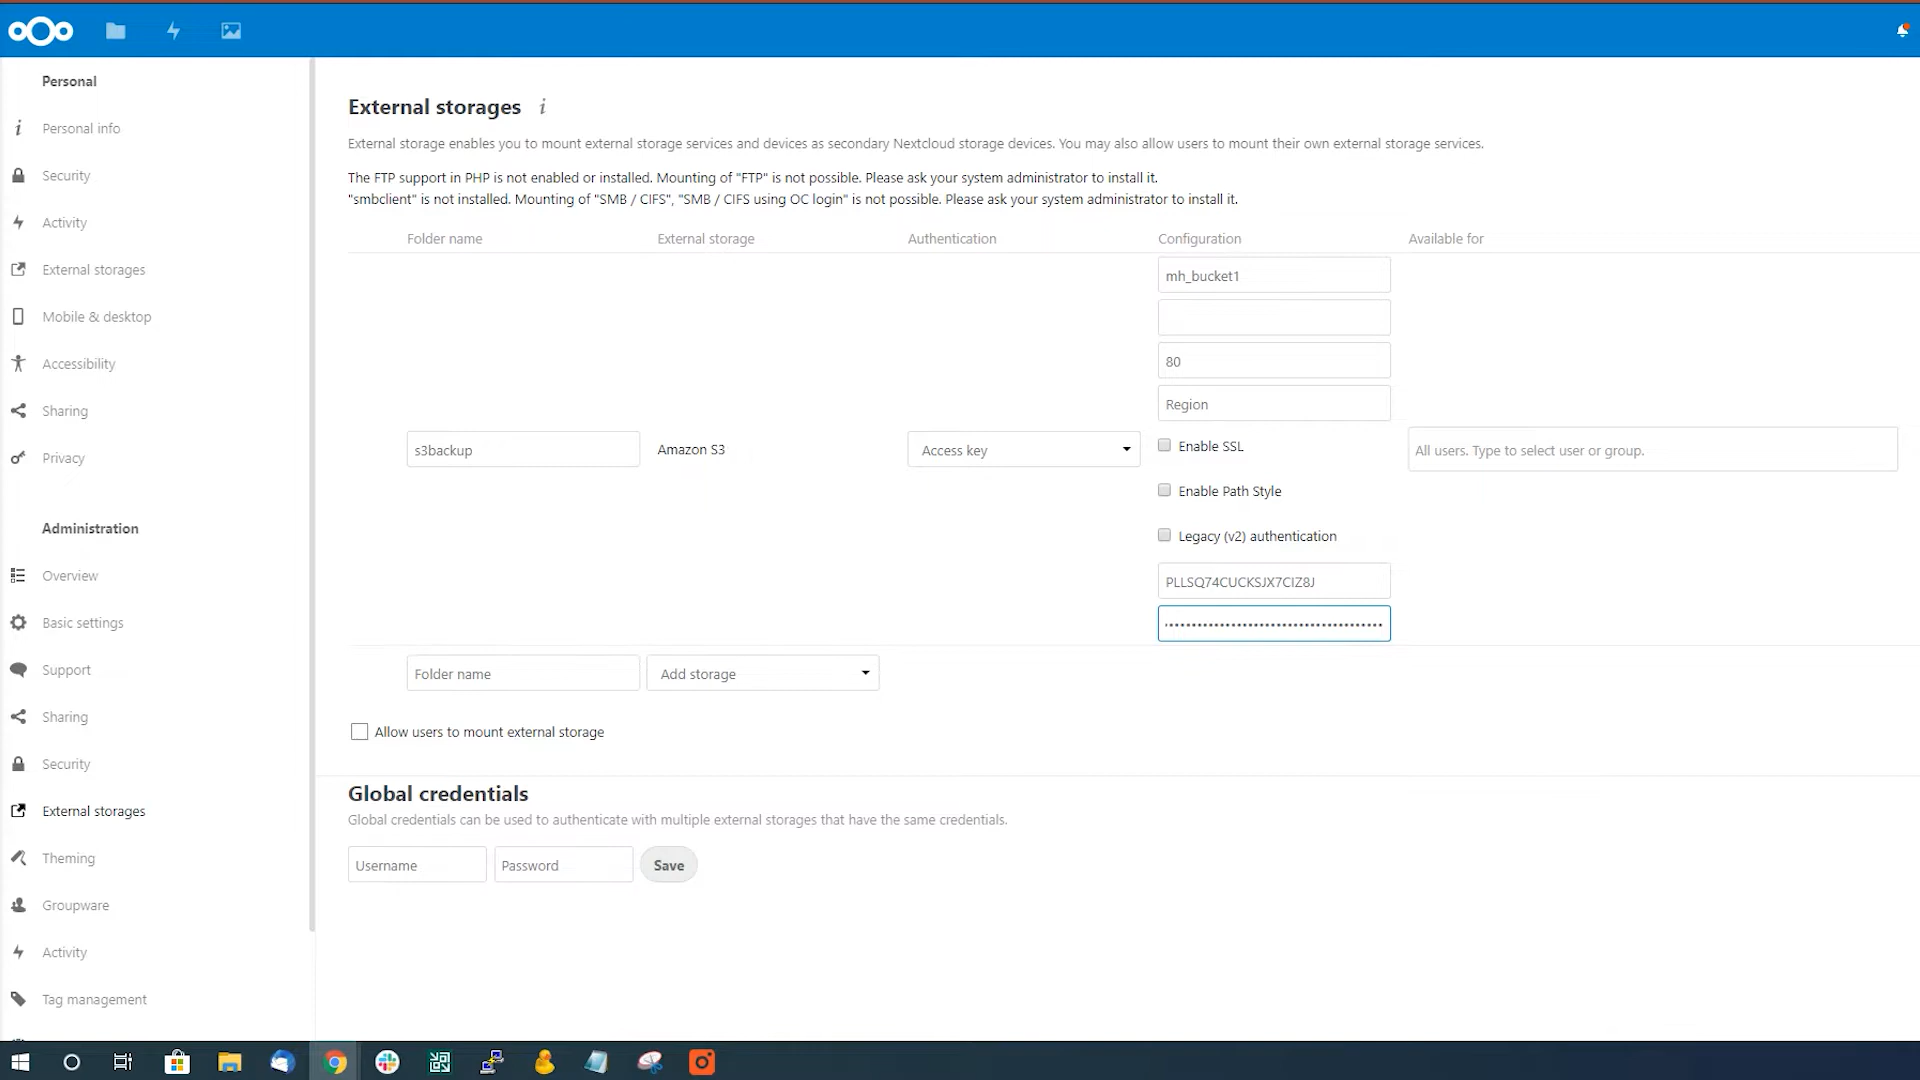 Personal
Personal info
Security
Activity
External storages
Mobile & desktop
Accessibility
Sharing
Privacy
Administration
Overview
Basic settings
Support
Sharing
Security
External storages
Theming
Groupware
Activity
Tag management
External storages i
External storage enables you to mount external storage services and devices as secondary Nextcloud storage devices. You may also allow users to mount their own external storage services.
The FTP support in PHP is not enabled or installed. Mounting of "FTP" is not possible. Please ask your system administrator to install it.
"smbclient" is not installed. Mounting of "SMB / CIFS", "SMB / CIFS using OC login" is not possible. Please ask your system administrator to install it.
Folder name External storage Authentication Configuration Available for
mh_bucket1
80
Region
s3backup Amazon S3 Access key Enable SSL All users. Type to select user or group.
Enable Path Style
Legacy (v2) authentication
PLLSQ74CUCKSJX7CIZ8J
Folder name Add storage
Allow users to mount external storage
Global credentials
Global credentials can be used to authenticate with multiple external storages that have the same credentials.
Username Password Save